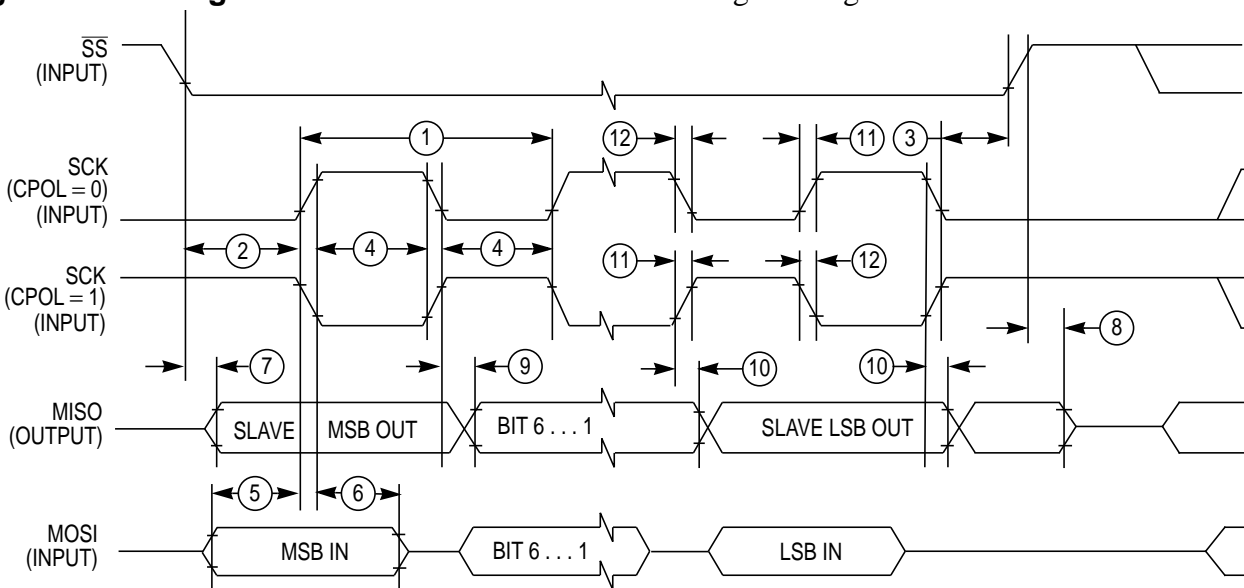 SS
(INPUT)
1
12
11
3
SCK
(CPOL = 0)
(INPUT)
2
4
4
11
12
SCK
(CPOL = 1)
(INPUT)
8
7
9
10
10
MISO
(OUTPUT)
SLAVE MSB OUT
BIT 6 . . . 1
SLAVE LSB OUT
5
6
MOSI
(INPUT)
MSB IN
BIT 6 . . . 1
LSB IN